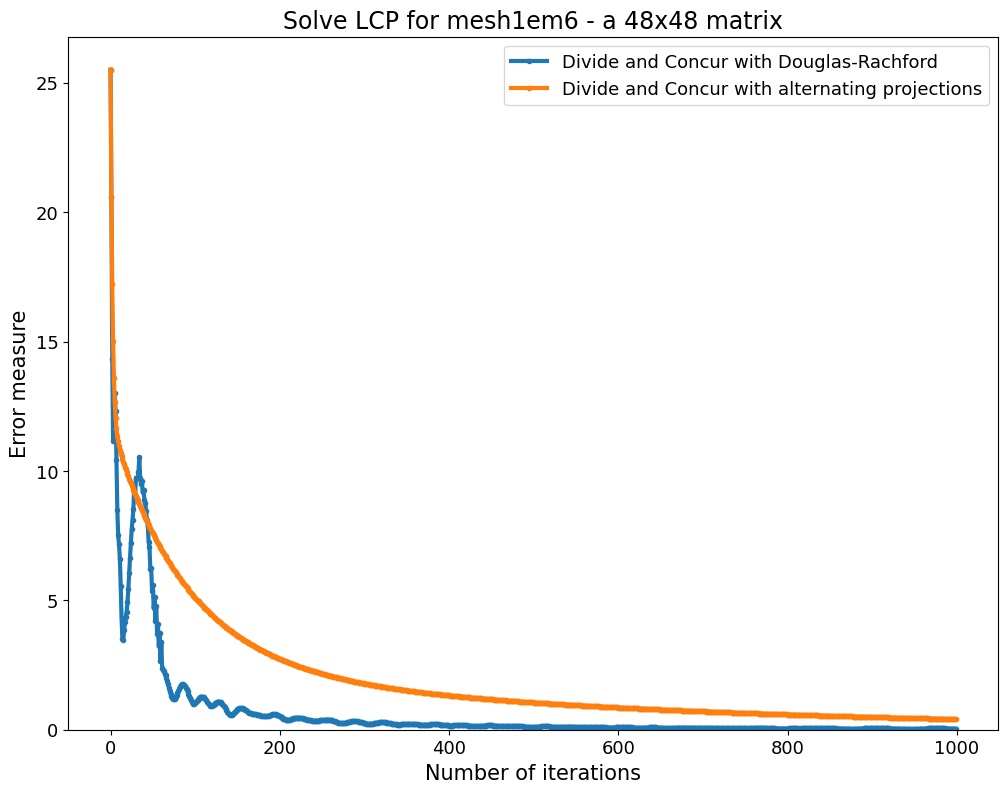 Solve LCP for mesh1em6 - a 48x48 matrix
Divide and Concur with Douglas-Rachford
Divide and Concur with alternating projections
Error measure
25
20
15
10
5
0
0 200 400 600 800 1000
Number of iterations